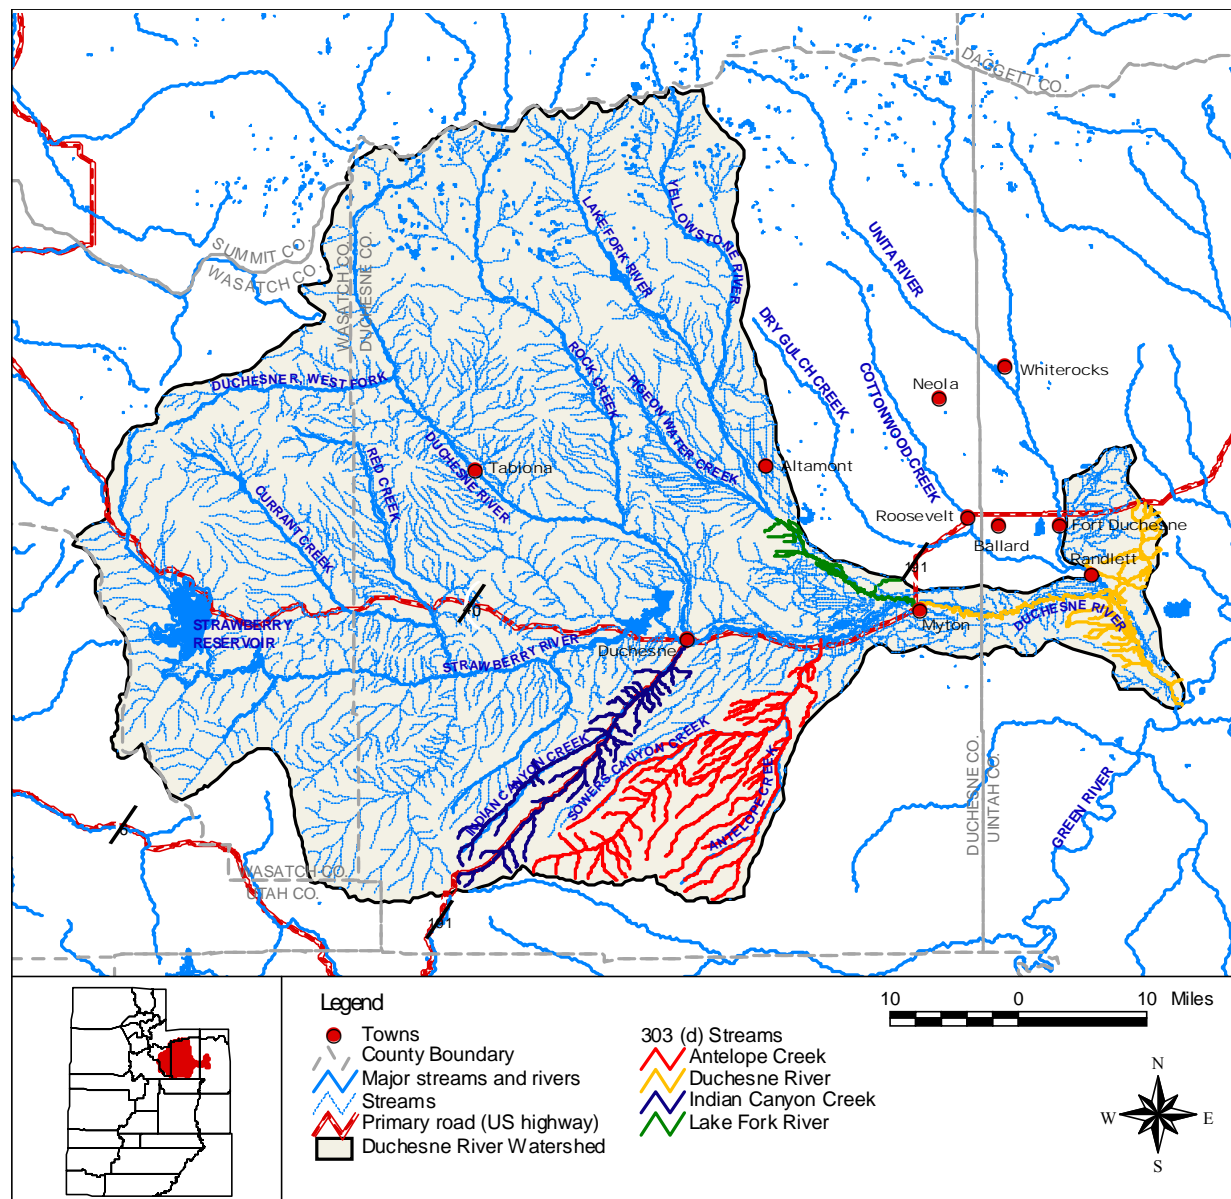 DAGGETT CO.
SUMMIT CO.
WASATCH CO.
WASATCH CO.
DUCHESNE CO.
LAKE FORK RIVER
YELLOWSTONE RIVER
UNITA RIVER
DRY GULCH CREEK
COTTONWOOD CREEK
Whiterocks
Neola
ROCK CREEK
PIGEON WATER CREEK
DUCHESNE R, WEST FORK
DUCHESNE RIVER
Tabiona
RED CREEK
CURRANT CREEK
Altamont
Roosevelt
Ballard
Fort Duchesne
Randlett
191
Myton
DUCHESNE RIVER
STRAWBERRY
RESERVOIR
40
STRAWBERRY RIVER
Duchesne
INDIAN CANYON CREEK
SOWERS CANYON CREEK
ANTELOPE CREEK
DUCHESNE CO.
UINTAH CO.
GREEN RIVER
6
WASATCH CO.
UTAH CO.
191
Legend
Towns
County Boundary
Major streams and rivers
Streams
Primary road (US highway)
Duchesne River Watershed
303 (d) Streams
Antelope Creek
Duchesne River
Indian Canyon Creek
Lake Fork River
10 0 10 Miles
N
W E
S